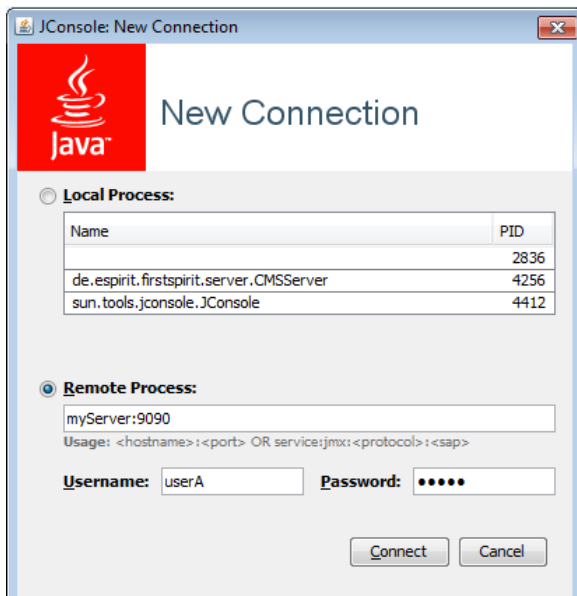 JConsole: New Connection
Java™
New Connection
Local Process:
Name PID
2836
de.espirit.firstspirit.server.CMSServer 4256
sun.tools.jconsole.JConsole 4412
Remote Process:
myServer:9090
Usage: <hostname>:<port> OR service:jmx:<protocol>:<sap>
Username: userA Password: •••••
Connect Cancel